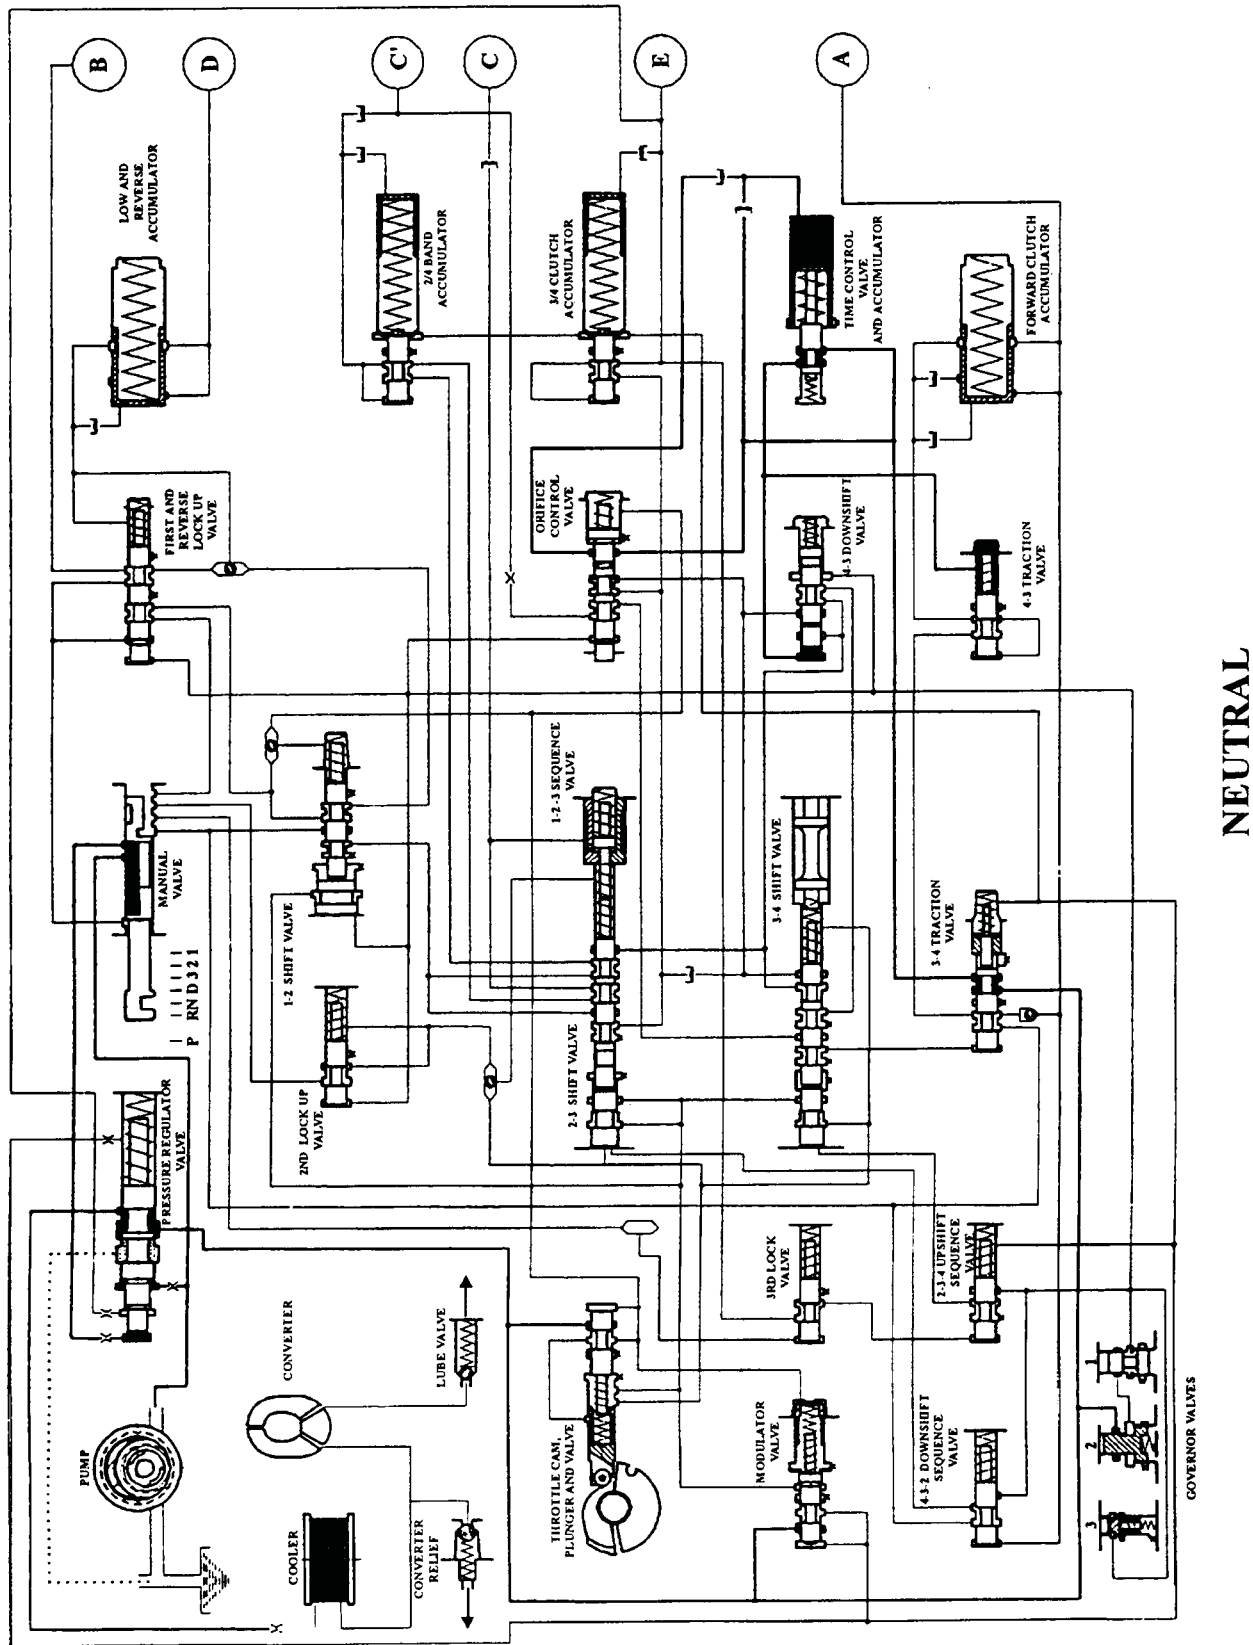 B
D
C'
C
E
A
LOW AND
REVERSE
ACCUMULATOR
2/4 BAND
ACCUMULATOR
3/4 CLUTCH
ACCUMULATOR
TIME CONTROL
VALVE
AND ACCUMULATOR
FORWARD CLUTCH
ACCUMULATOR
FIRST AND
REVERSE
LOCK UP
VALVE
ORIFICE
CONTROL
VALVE
4-3 DOWNSHIFT
VALVE
4-3 TRACTION
VALVE
MANUAL
VALVE
P R N D 3 2 1
1-2 SHIFT VALVE
1-2-3 SEQUENCE
VALVE
3-4 SHIFT VALVE
3-4 TRACTION
VALVE
PRESSURE REGULATOR
VALVE
2ND LOCK UP
VALVE
2-3 SHIFT VALVE
3RD LOCK
VALVE
2-3-4 UPSHIFT
SEQUENCE
VALVE
PUMP
CONVERTER
LUBE VALVE
COOLER
CONVERTER
RELIEF
THROTTLE CAM,
PLUNGER AND VALVE
MODULATOR
VALVE
4-3-2 DOWNSHIFT
SEQUENCE
VALVE
1
2
3
GOVERNOR VALVES
NEUTRAL